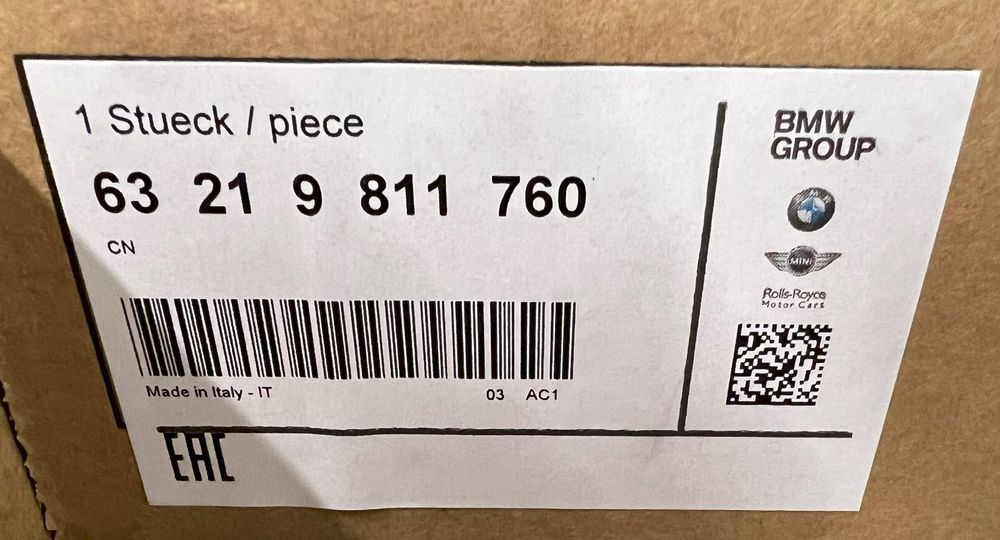 1 Stueck / piece
63 21 9 811 760
CN
Made in Italy - IT
03 AC1
EAC
BMW
GROUP
MINI
Rolls-Royce
Motor Cars